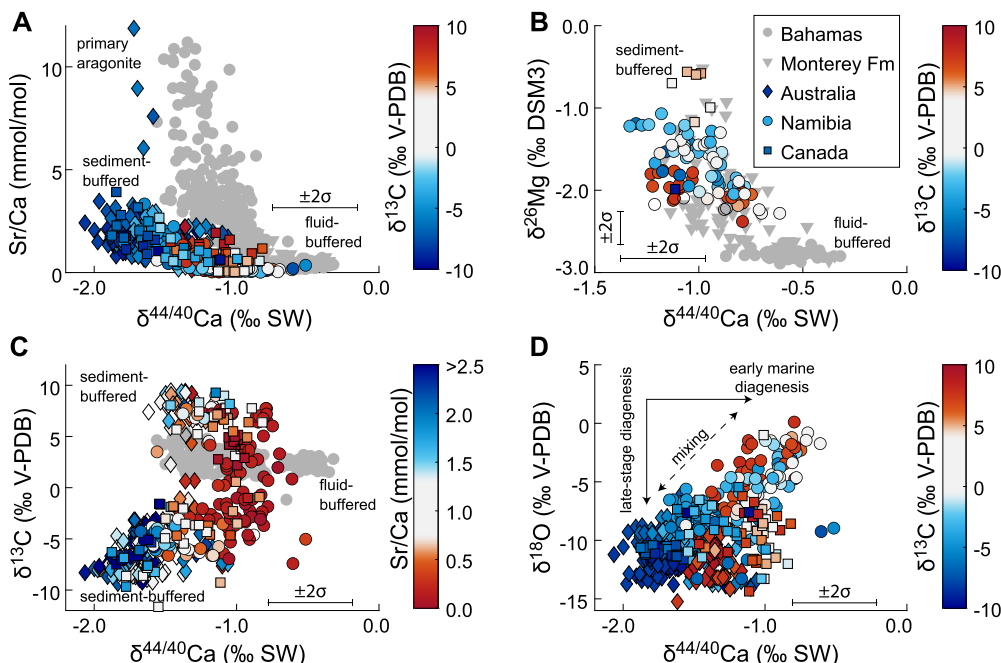 A
primary
aragonite
sediment-
buffered
fluid-
buffered
±2σ
Sr/Ca (mmol/mol)
10
5
0
-2.0
-1.0
0.0
δ44/40Ca (‰ SW)
10
5
0
-5
-10
δ13C (‰ V-PDB)
B
sediment-
buffered
Bahamas
Monterey Fm
Australia
Namibia
Canada
fluid-
buffered
±2σ
±2σ
δ26Mg (‰ DSM3)
0.0
-1.0
-2.0
-3.0
-1.5
-1.0
-0.5
0.0
δ44/40Ca (‰ SW)
10
5
0
-5
-10
δ13C (‰ V-PDB)
C
sediment-
buffered
fluid-
buffered
sediment-buffered
±2σ
δ13C (‰ V-PDB)
10
5
0
-5
-10
-2.0
-1.0
0.0
δ44/40Ca (‰ SW)
>2.5
2.0
1.5
1.0
0.5
0.0
Sr/Ca (mmol/mol)
D
early marine
diagenesis
late-stage diagenesis
mixing
±2σ
δ18O (‰ V-PDB)
0
-5
-10
-15
-2.0
-1.0
0.0
δ44/40Ca (‰ SW)
10
5
0
-5
-10
δ13C (‰ V-PDB)